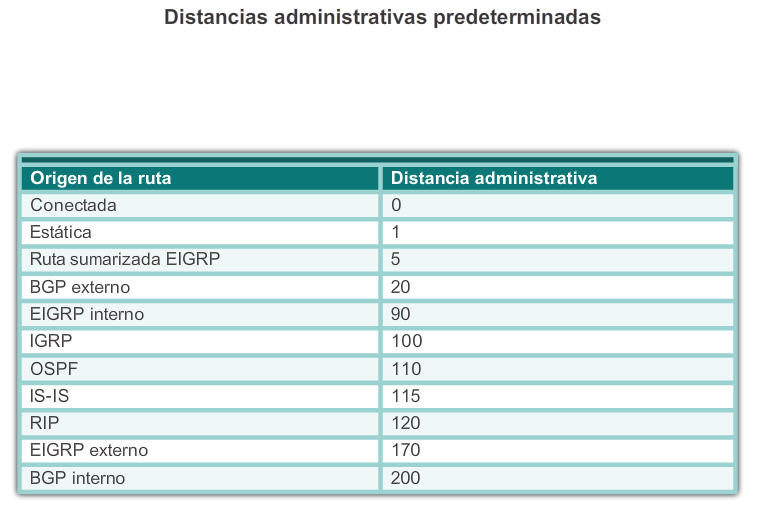 Distancias administrativas predeterminadas
Origen de la ruta Distancia administrativa
Conectada 0
Estática 1
Ruta sumarizada EIGRP 5
BGP externo 20
EIGRP interno 90
IGRP 100
OSPF 110
IS-IS 115
RIP 120
EIGRP externo 170
BGP interno 200